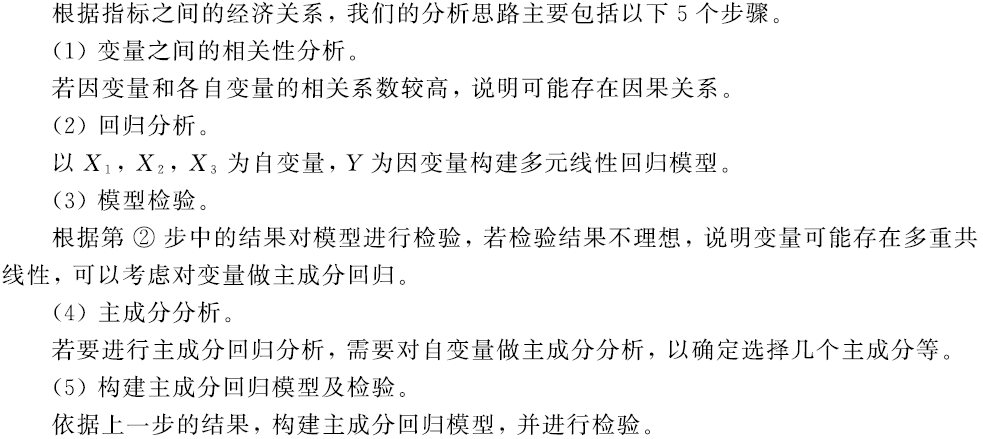 根据指标之间的经济关系，我们的分析思路主要包括以下 5 个步骤。
（1）变量之间的相关性分析。
若因变量和各自变量的相关系数较高，说明可能存在因果关系。
（2）回归分析。
以 X₁，X₂，X₃ 为自变量，Y 为因变量构建多元线性回归模型。
（3）模型检验。
根据第 ② 步中的结果对模型进行检验，若检验结果不理想，说明变量可能存在多重共
线性，可以考虑对变量做主成分回归。
（4）主成分分析。
若要进行主成分回归分析，需要对自变量做主成分分析，以确定选择几个主成分等。
（5）构建主成分回归模型及检验。
依据上一步的结果，构建主成分回归模型，并进行检验。